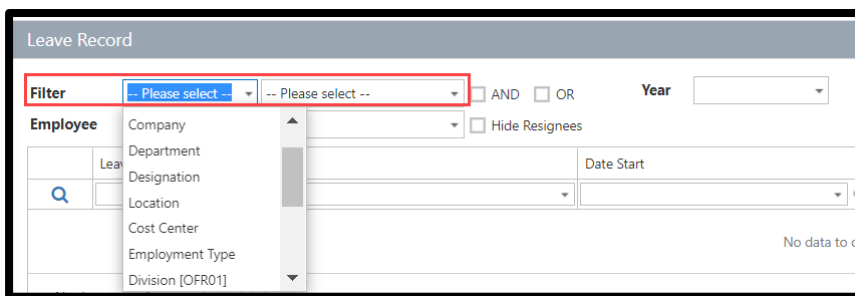 Leave Record
Filter -- Please select -- -- Please select -- AND OR Year
Employee Hide Resignees
Company
Department
Designation
Location
Cost Center
Employment Type
Division [OFR01]
Date Start
No data to